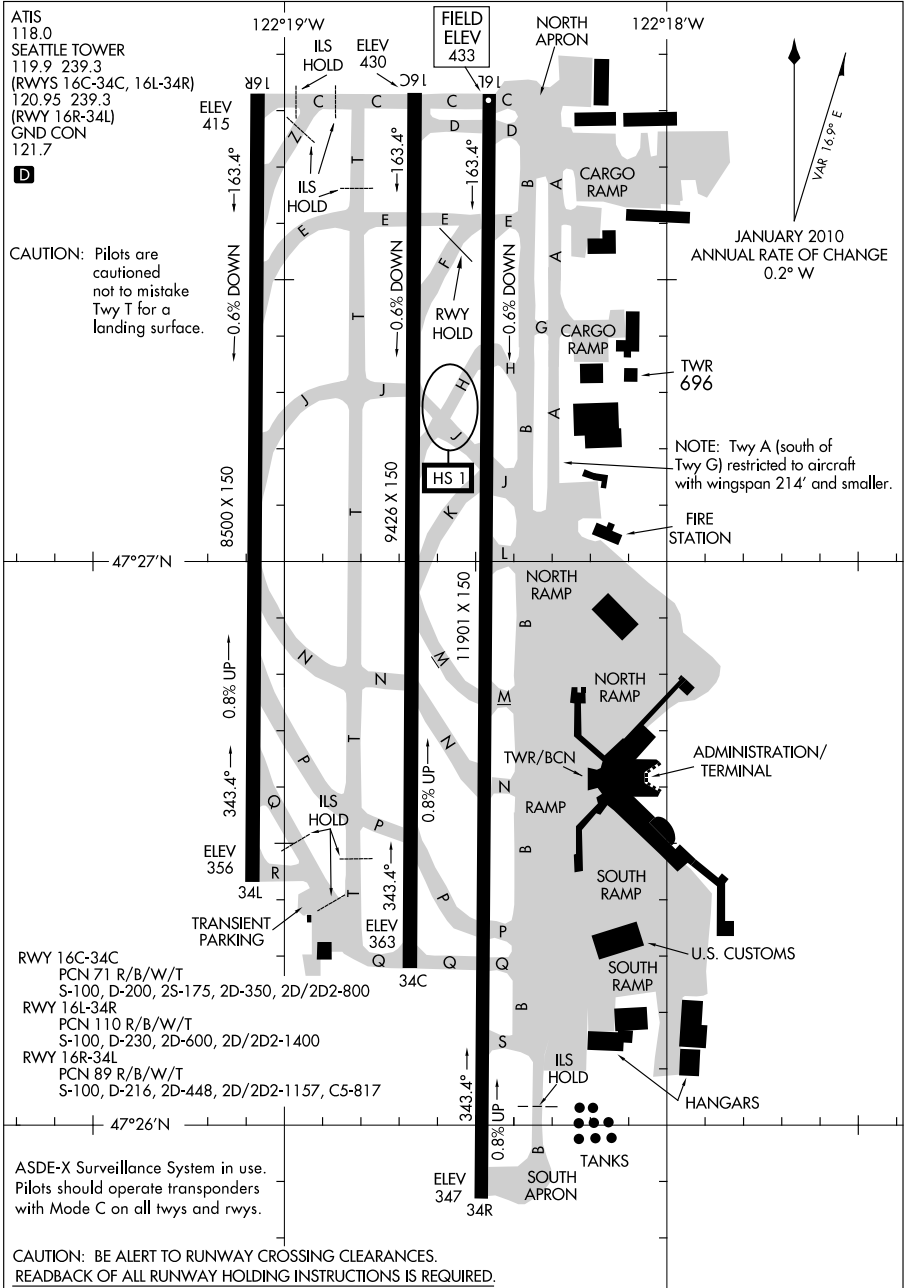 ATIS
118.0
SEATTLE TOWER
119.9 239.3
(RWYS 16C-34C, 16L-34R)
120.95 239.3
(RWY 16R-34L)
GND CON
121.7
D
CAUTION: Pilots are
cautioned
not to mistake
Twy T for a
landing surface.
122°19'W
122°18'W
ILS
HOLD
ELEV
430
FIELD
ELEV
433
NORTH
APRON
VAR 16.9° E
JANUARY 2010
ANNUAL RATE OF CHANGE
0.2° W
16R
16C
16L
ELEV
415
C
C
C
C
D
D
Z
T
ILS
HOLD
163.4°
163.4°
163.4°
B
A
CARGO
RAMP
E
E
E
E
F
A
RWY
HOLD
0.6% DOWN
0.6% DOWN
0.6% DOWN
T
G
CARGO
RAMP
TWR
696
H
H
J
J
J
J
B
A
HS 1
K
L
NOTE: Twy A (south of
Twy G) restricted to aircraft
with wingspan 214' and smaller.
FIRE
STATION
8500 X 150
9426 X 150
11901 X 150
T
47°27'N
NORTH
RAMP
B
NORTH
RAMP
M
M
N
N
N
N
0.8% UP
0.8% UP
343.4°
T
TWR/BCN
ADMINISTRATION/
TERMINAL
RAMP
B
P
P
P
P
Q
ILS
HOLD
343.4°
ELEV
356
R
34L
T
TRANSIENT
PARKING
ELEV
363
34C
Q
Q
Q
SOUTH
RAMP
U.S. CUSTOMS
SOUTH
RAMP
B
S
RWY 16C-34C
PCN 71 R/B/W/T
S-100, D-200, 2S-175, 2D-350, 2D/2D2-800
RWY 16L-34R
PCN 110 R/B/W/T
S-100, D-230, 2D-600, 2D/2D2-1400
RWY 16R-34L
PCN 89 R/B/W/T
S-100, D-216, 2D-448, 2D/2D2-1157, C5-817
343.4°
0.8% UP
ILS
HOLD
HANGARS
47°26'N
TANKS
B
SOUTH
APRON
ELEV
347
34R
ASDE-X Surveillance System in use.
Pilots should operate transponders
with Mode C on all twys and rwys.
CAUTION: BE ALERT TO RUNWAY CROSSING CLEARANCES.
READBACK OF ALL RUNWAY HOLDING INSTRUCTIONS IS REQUIRED.